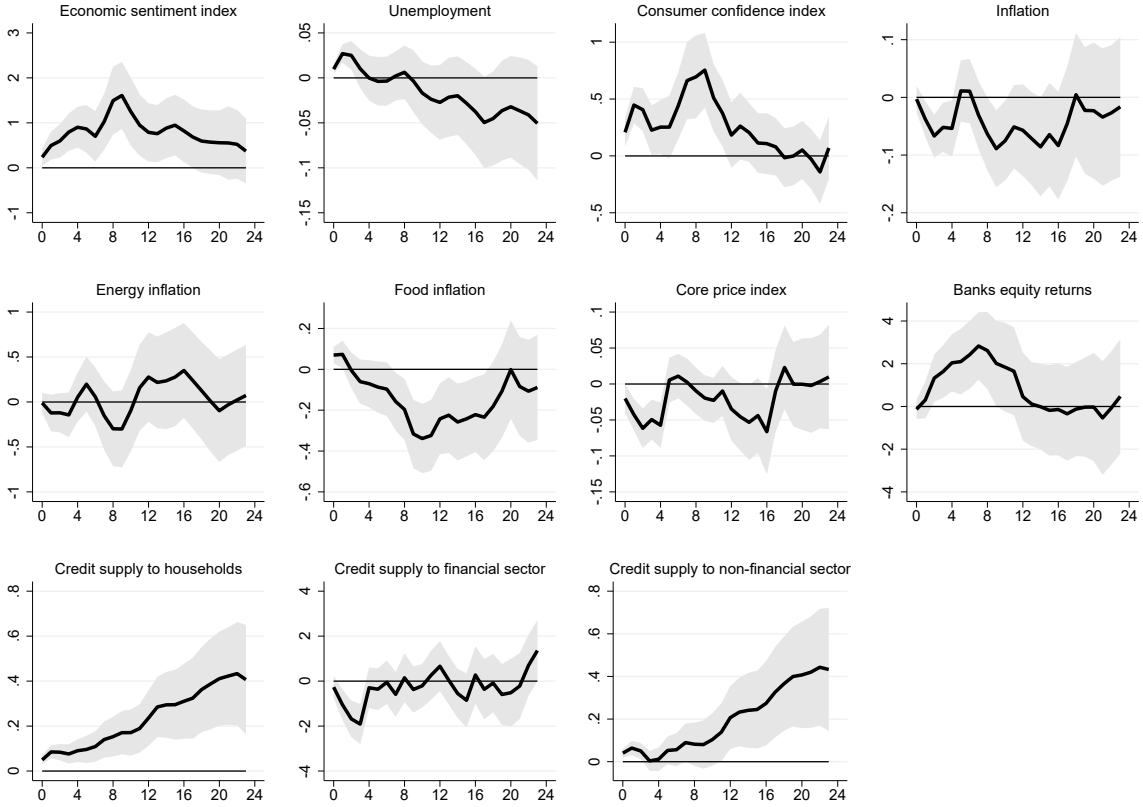 Economic sentiment index
3
2
1
0
-1
0 4 8 12 16 20 24
Unemployment
.05
0
-.05
-.1
-.15
0 4 8 12 16 20 24
Consumer confidence index
1
.5
0
-.5
0 4 8 12 16 20 24
Inflation
.1
0
-.1
-.2
0 4 8 12 16 20 24
Energy inflation
1
.5
0
-.5
-1
0 4 8 12 16 20 24
Food inflation
.2
0
-.2
-.4
-.6
0 4 8 12 16 20 24
Core price index
.1
.05
0
-.05
-.1
-.15
0 4 8 12 16 20 24
Banks equity returns
4
2
0
-2
-4
0 4 8 12 16 20 24
Credit supply to households
.8
.6
.4
.2
0
0 4 8 12 16 20 24
Credit supply to financial sector
4
2
0
-2
-4
0 4 8 12 16 20 24
Credit supply to non-financial sector
.8
.6
.4
.2
0
0 4 8 12 16 20 24